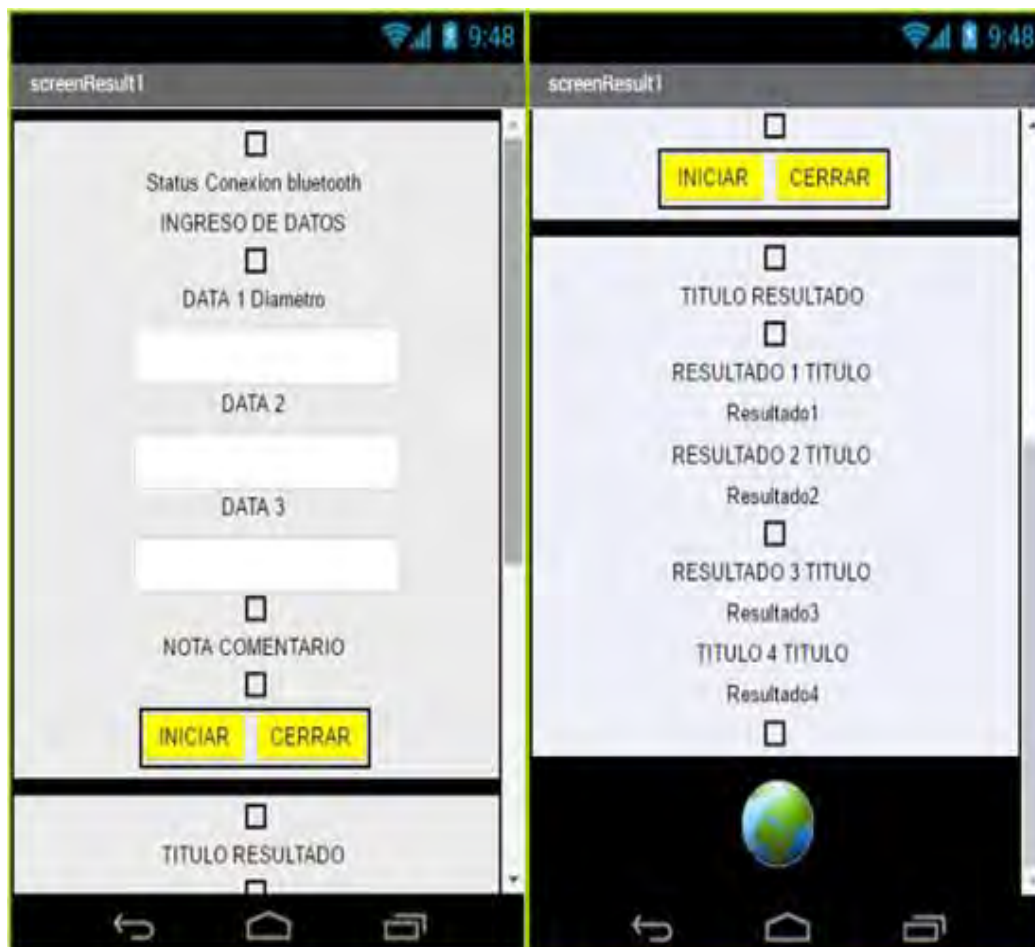 9:48
screenResult1
Status Conexion bluetooth
INGRESO DE DATOS
DATA 1 Diametro
DATA 2
DATA 3
NOTA COMENTARIO
INICIAR CERRAR
TITULO RESULTADO
9:48
screenResult1
INICIAR CERRAR
TITULO RESULTADO
RESULTADO 1 TITULO
Resultado1
RESULTADO 2 TITULO
Resultado2
RESULTADO 3 TITULO
Resultado3
TITULO 4 TITULO
Resultado4